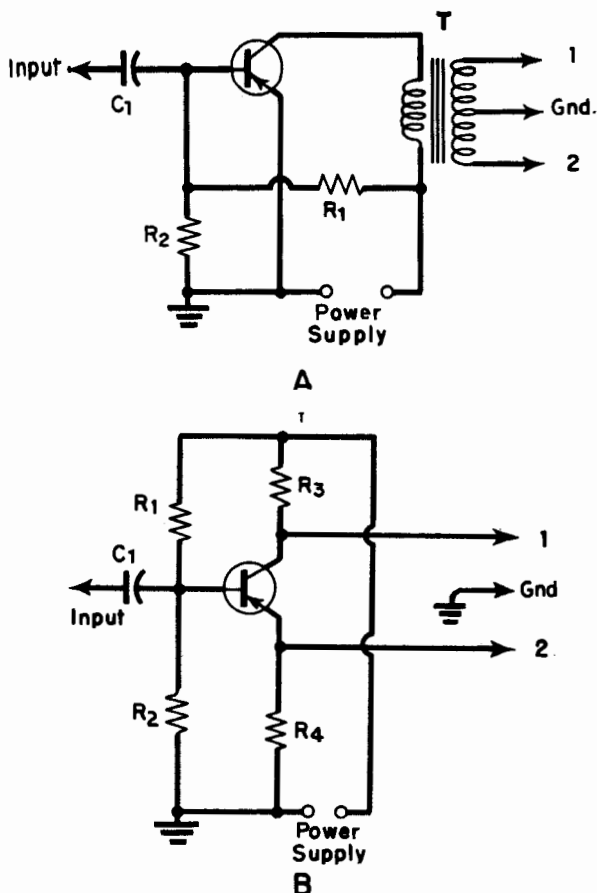 T
1
Input
C1
Gnd.
2
R1
R2
Power
Supply
A
T
R3
R1
1
C1
Gnd
Input
2
R2
R4
Power
Supply
B